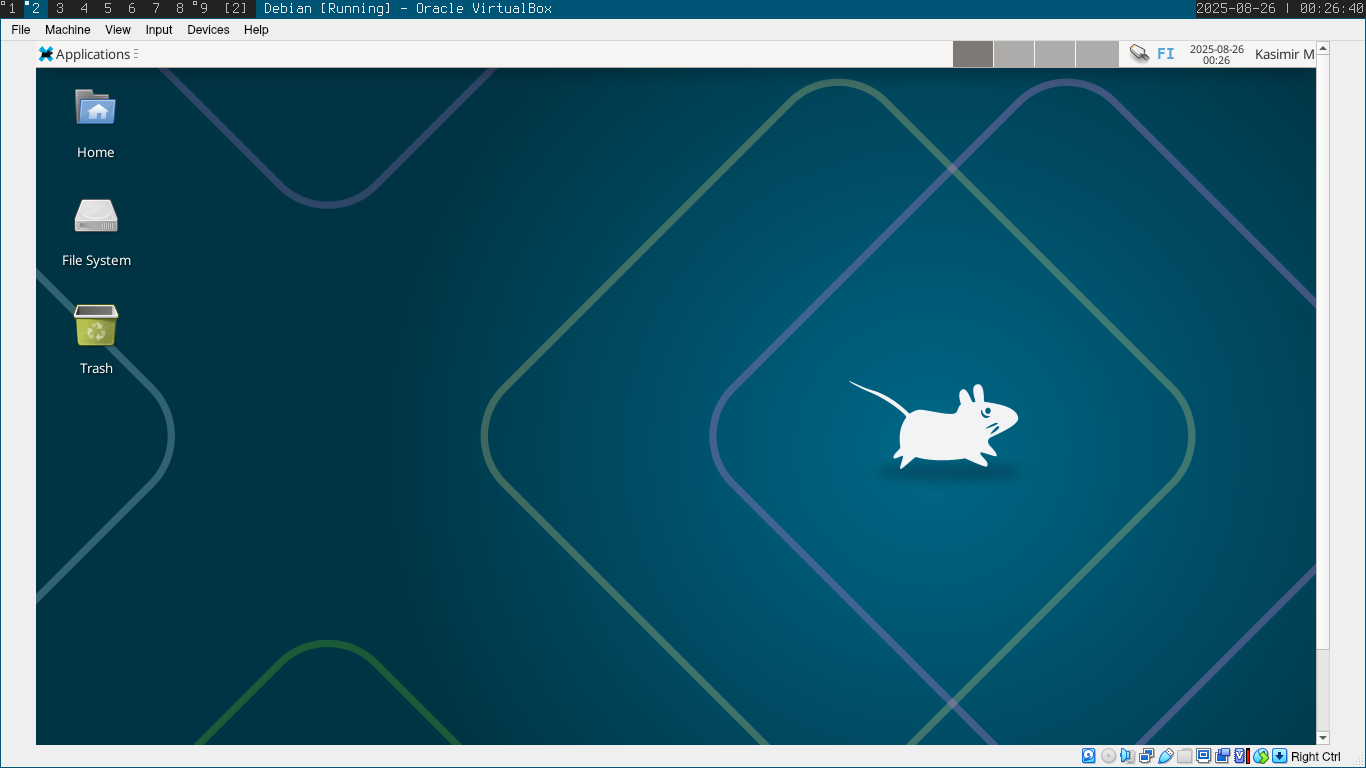 1 2 3 4 5 6 7 8 9 [2] Debian [Running] - Oracle VirtualBox 2025-08-26 | 00:26:40
File Machine View Input Devices Help
Applications FI 2025-08-26 Kasimir M
00:26
Home
File System
Trash
Right Ctrl